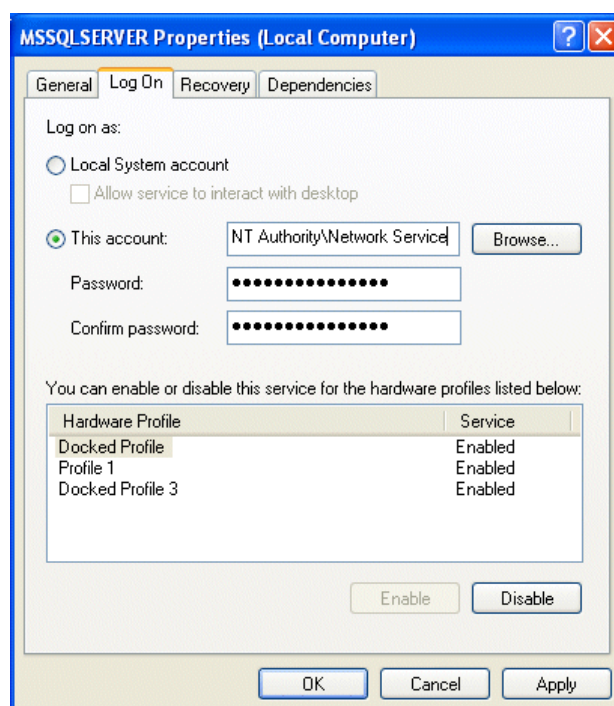 MSSQLSERVER Properties (Local Computer)
General Log On Recovery Dependencies
Log on as:
Local System account
Allow service to interact with desktop
This account: NT Authority\Network Service Browse...
Password: ●●●●●●●●●●●●●●●
Confirm password: ●●●●●●●●●●●●●●●
You can enable or disable this service for the hardware profiles listed below:
Hardware Profile Service
Docked Profile Enabled
Profile 1 Enabled
Docked Profile 3 Enabled
Enable Disable
OK Cancel Apply